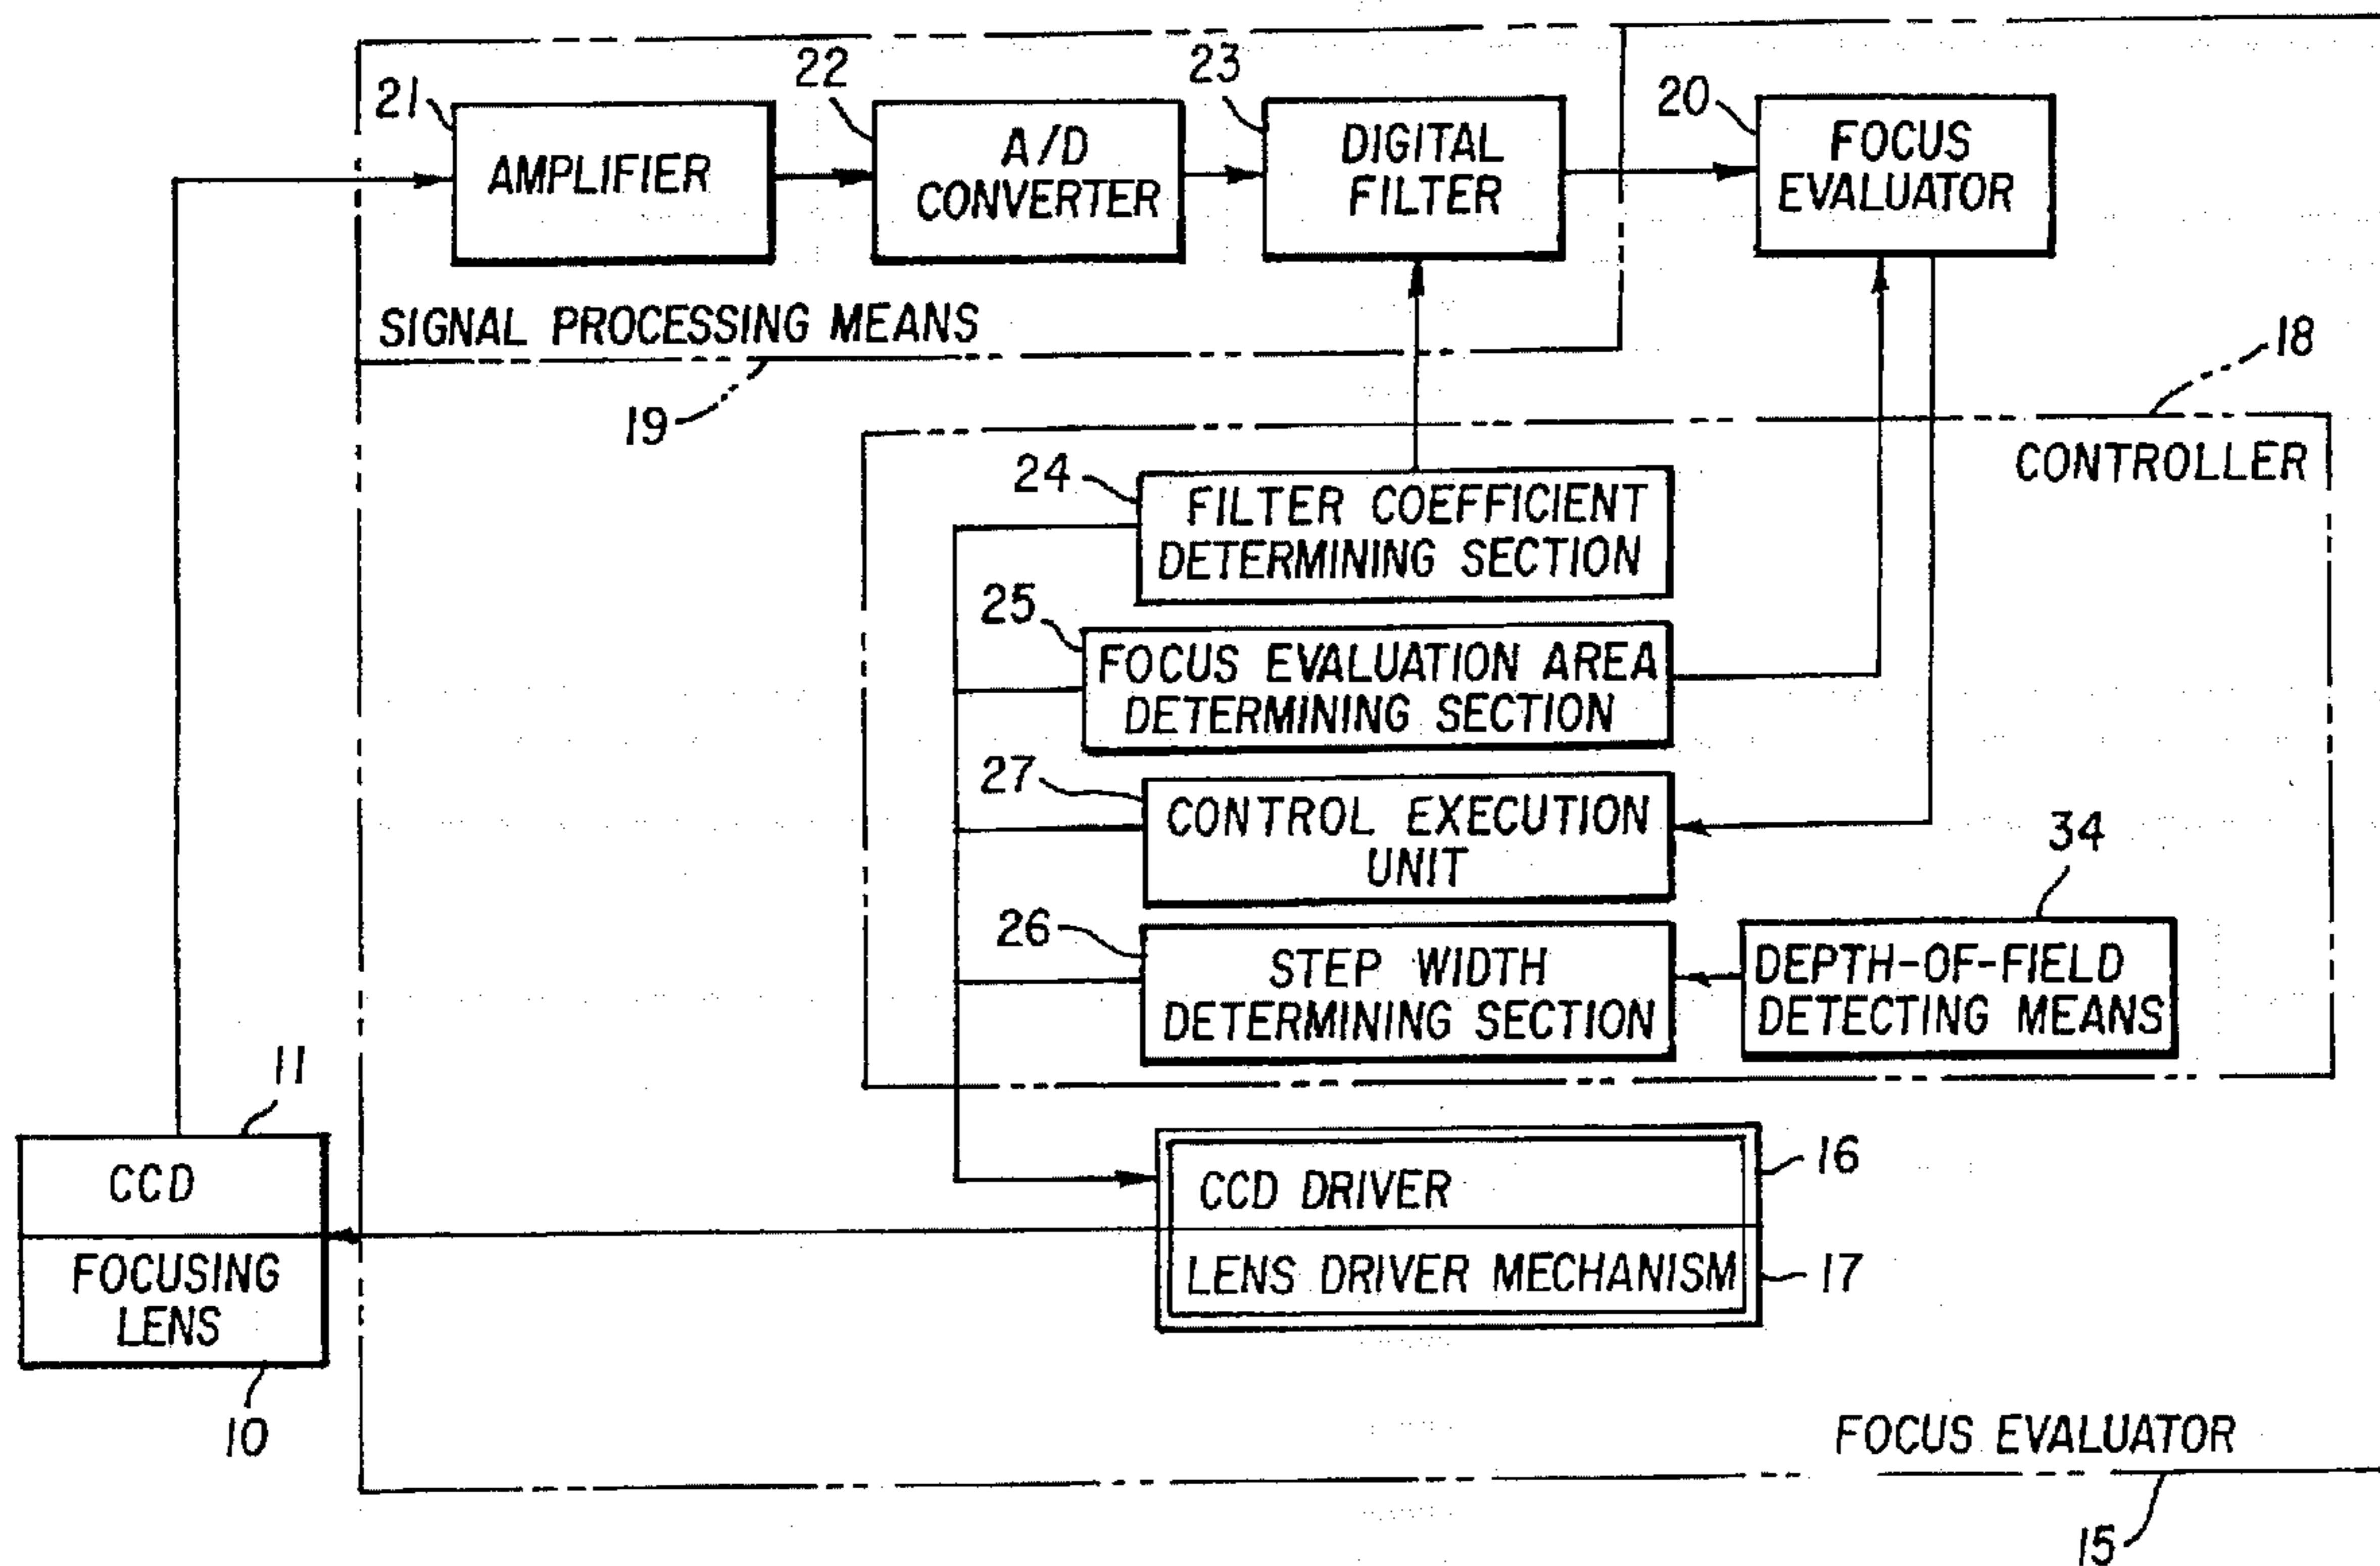 21
AMPLIFIER
22
A/D
CONVERTER
23
DIGITAL
FILTER
20
FOCUS
EVALUATOR
SIGNAL PROCESSING MEANS
19
18
CONTROLLER
24
FILTER COEFFICIENT
DETERMINING SECTION
25
FOCUS EVALUATION AREA
DETERMINING SECTION
27
CONTROL EXECUTION
UNIT
26
STEP WIDTH
DETERMINING SECTION
34
DEPTH-OF-FIELD
DETECTING MEANS
11
CCD
FOCUSING
LENS
10
CCD DRIVER
16
LENS DRIVER MECHANISM
17
FOCUS EVALUATOR
15